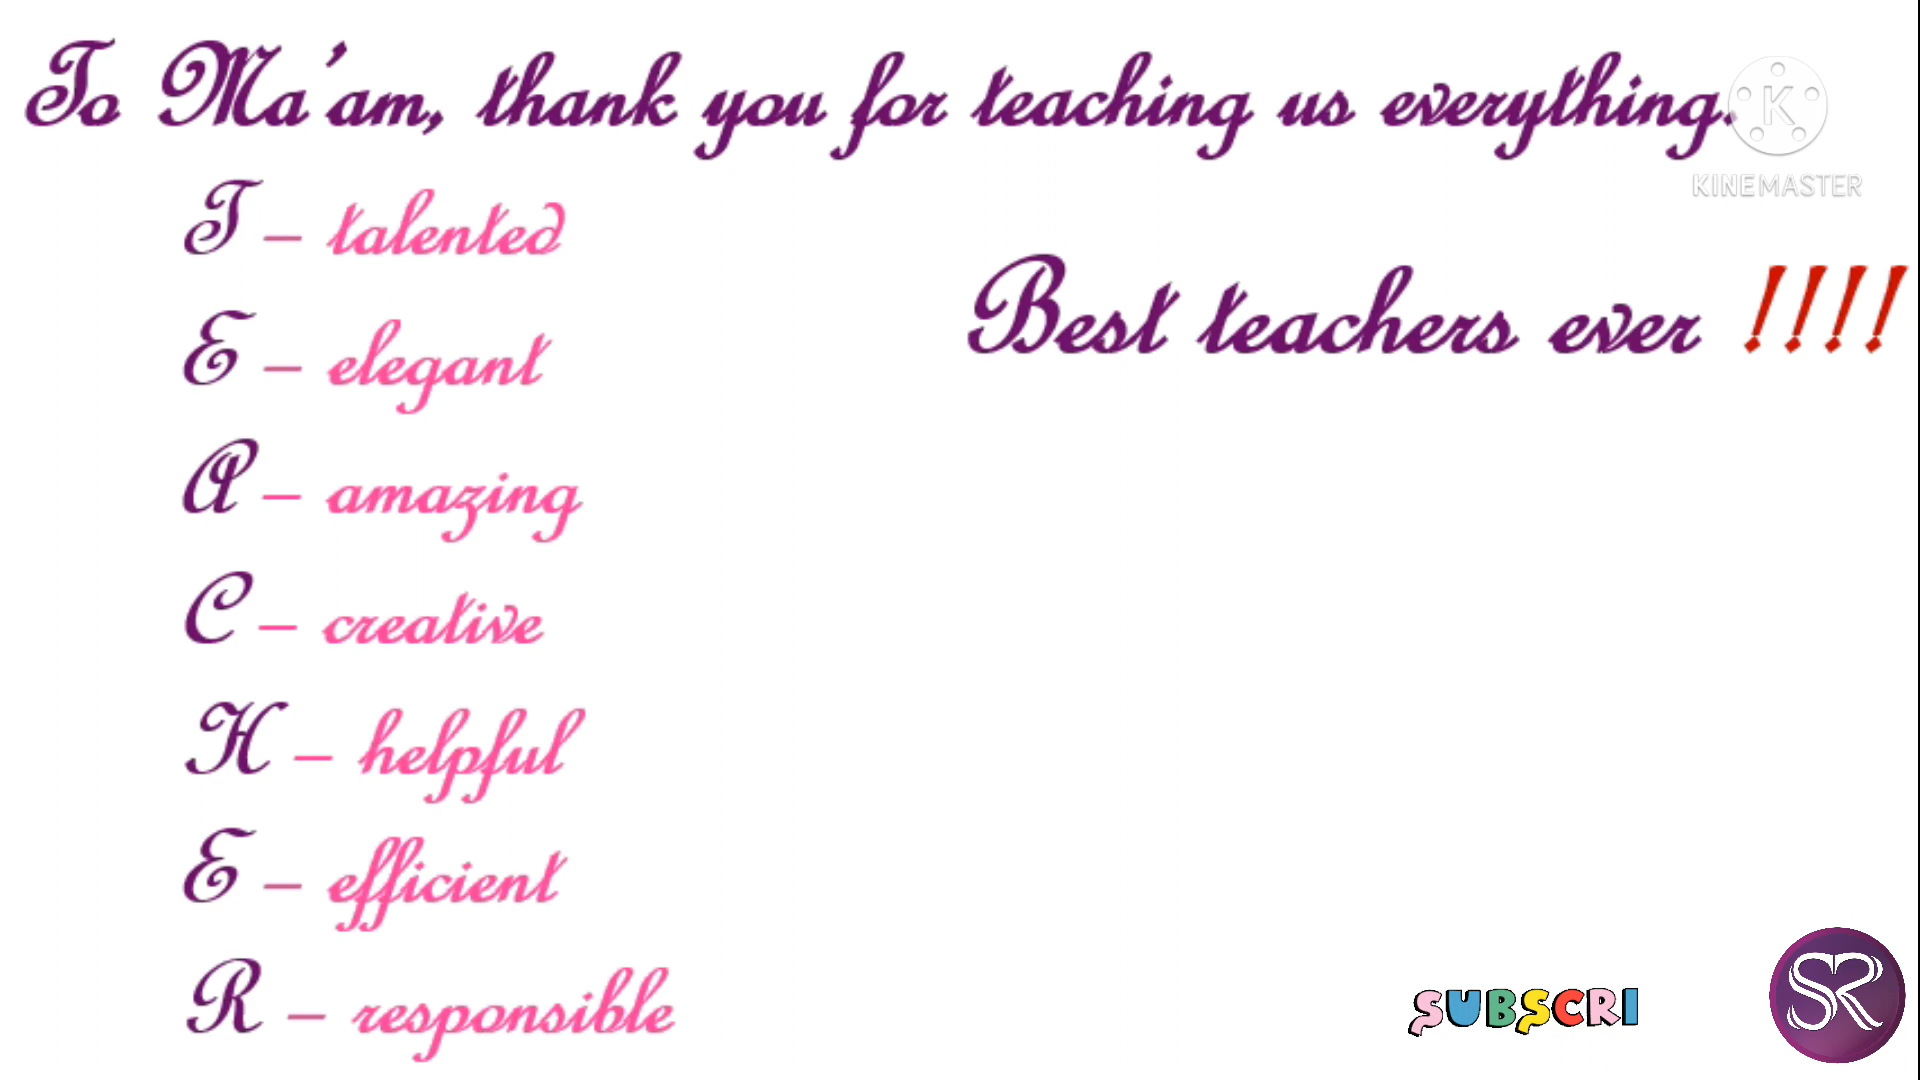 To Ma'am, thank you for teaching us everything.
K
KINEMASTER
T – talented
Best teachers ever !!!!
E – elegant
A – amazing
C – creative
H – helpful
E – efficient
R – responsible
SUBSCRI
SR